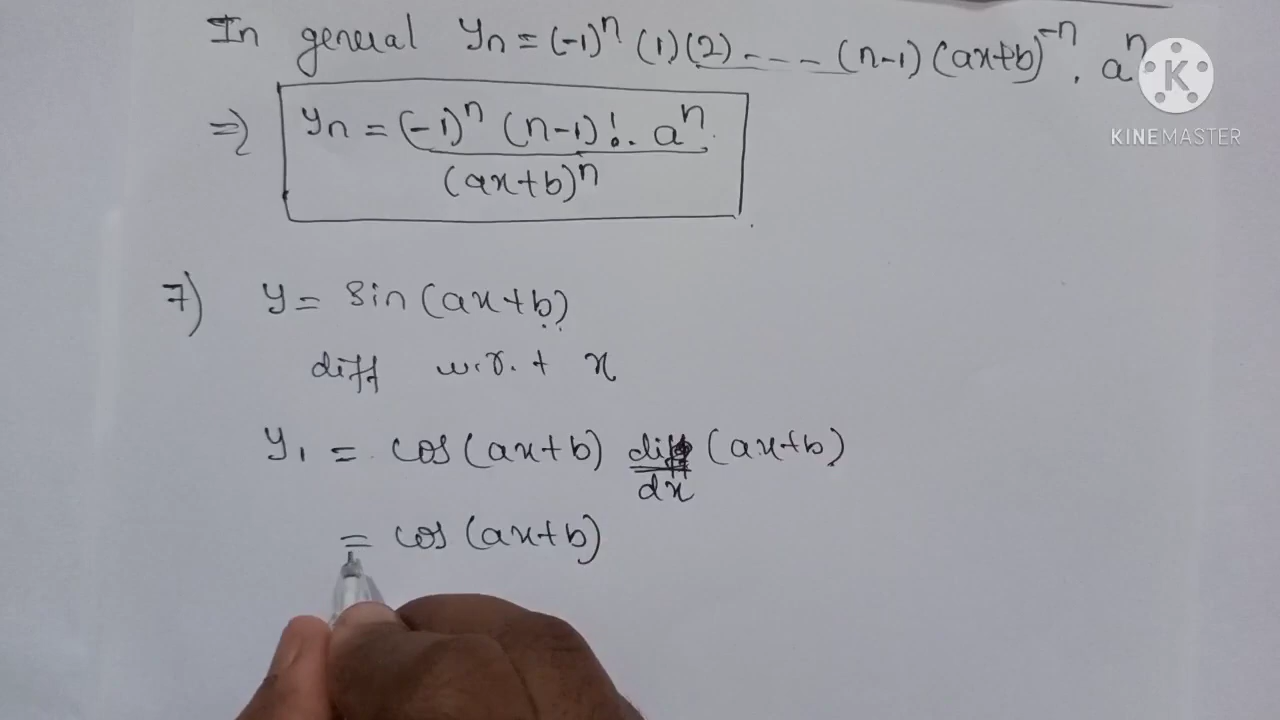 In general yn = (-1)^n (1) (2) ---- (n-1) (ax+b)^-n . a^n
K
KINEMASTER
=) yn = (-1)^n (n-1)! . a^n
(ax+b)^n
7) y = Sin (ax+b)
diff w.r.t x
y1 = cos (ax+b) diff (ax+b)
dx
= cos (ax+b)